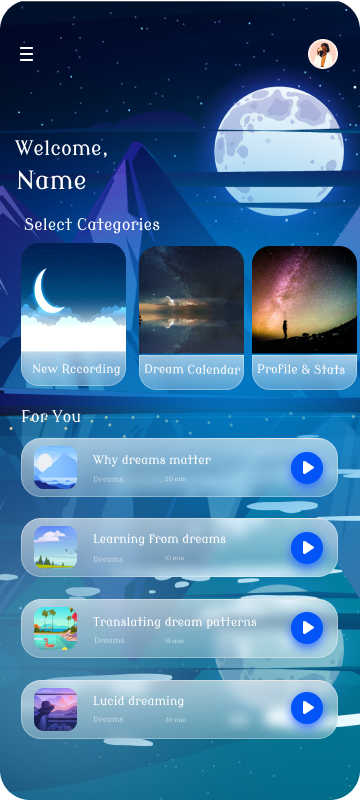 Welcome,
Name
Select Categories
New Recording
Dream Calendar
Profile & Stats
For You
Why dreams matter
Dreams 20 min
Learning From dreams
Dreams 10 min
Translating dream patterns
Dreams 15 min
Lucid dreaming
Dreams 30 min